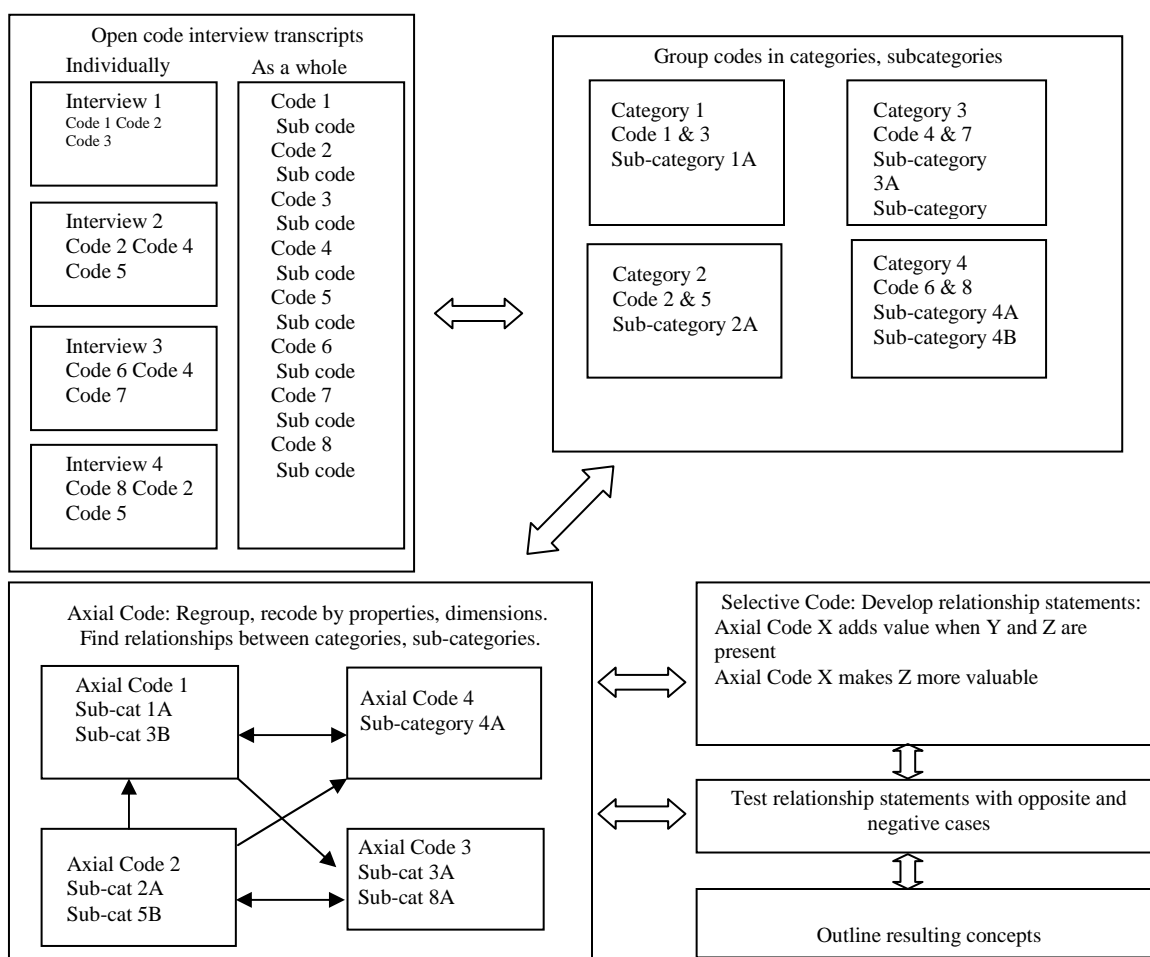 Open code interview transcripts
Individually
Interview 1
Code 1 Code 2
Code 3
Interview 2
Code 2 Code 4
Code 5
Interview 3
Code 6 Code 4
Code 7
Interview 4
Code 8 Code 2
Code 5
As a whole
Code 1
Sub code
Code 2
Sub code
Code 3
Sub code
Code 4
Sub code
Code 5
Sub code
Code 6
Sub code
Code 7
Sub code
Code 8
Sub code
Group codes in categories, subcategories
Category 1
Code 1 & 3
Sub-category 1A
Category 2
Code 2 & 5
Sub-category 2A
Category 3
Code 4 & 7
Sub-category
3A
Sub-category
Category 4
Code 6 & 8
Sub-category 4A
Sub-category 4B
Axial Code: Regroup, recode by properties, dimensions.
Find relationships between categories, sub-categories.
Axial Code 1
Sub-cat 1A
Sub-cat 3B
Axial Code 4
Sub-category 4A
Axial Code 2
Sub-cat 2A
Sub-cat 5B
Axial Code 3
Sub-cat 3A
Sub-cat 8A
Selective Code: Develop relationship statements:
Axial Code X adds value when Y and Z are
present
Axial Code X makes Z more valuable
Test relationship statements with opposite and
negative cases
Outline resulting concepts